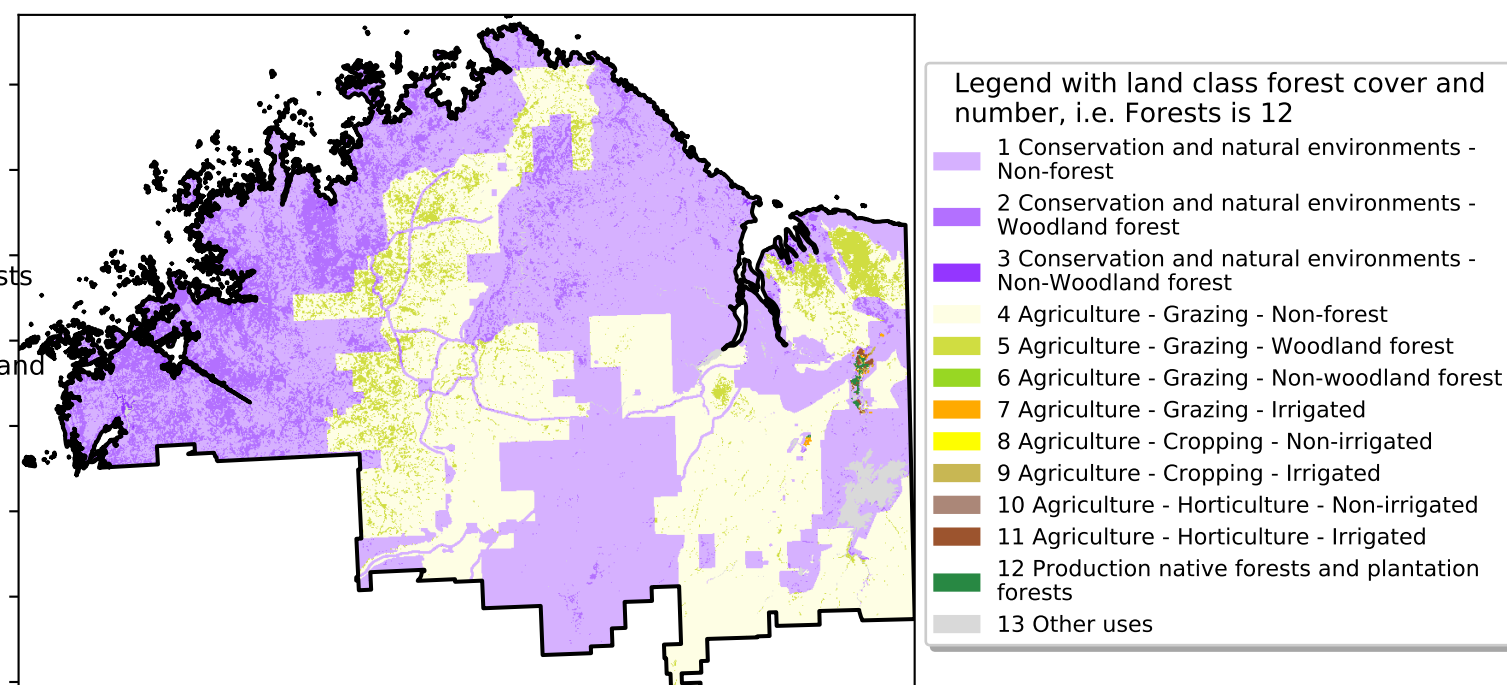 Legend with land class forest cover and
number, i.e. Forests is 12
1 Conservation and natural environments -
Non-forest
2 Conservation and natural environments -
Woodland forest
3 Conservation and natural environments -
Non-Woodland forest
4 Agriculture - Grazing - Non-forest
5 Agriculture - Grazing - Woodland forest
6 Agriculture - Grazing - Non-woodland forest
7 Agriculture - Grazing - Irrigated
8 Agriculture - Cropping - Non-irrigated
9 Agriculture - Cropping - Irrigated
10 Agriculture - Horticulture - Non-irrigated
11 Agriculture - Horticulture - Irrigated
12 Production native forests and plantation
forests
13 Other uses